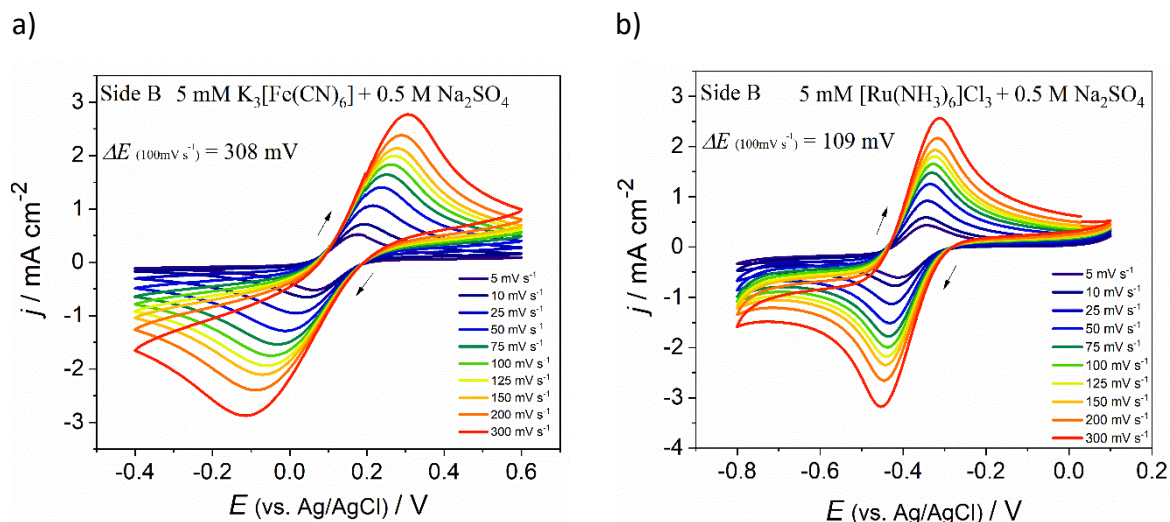 a)
Side B 5 mM K₃[Fe(CN)₆] + 0.5 M Na₂SO₄
ΔE (100mV s⁻¹) = 308 mV
j / mA cm⁻²
3
2
1
0
-1
-2
-3
5 mV s⁻¹
10 mV s⁻¹
25 mV s⁻¹
50 mV s⁻¹
75 mV s⁻¹
100 mV s⁻¹
125 mV s⁻¹
150 mV s⁻¹
200 mV s⁻¹
300 mV s⁻¹
-0.4 -0.2 0.0 0.2 0.4 0.6
E (vs. Ag/AgCl) / V
b)
Side B 5 mM [Ru(NH₃)₆]Cl₃ + 0.5 M Na₂SO₄
ΔE (100mV s⁻¹) = 109 mV
j / mA cm⁻²
3
2
1
0
-1
-2
-3
-4
5 mV s⁻¹
10 mV s⁻¹
25 mV s⁻¹
50 mV s⁻¹
75 mV s⁻¹
100 mV s⁻¹
125 mV s⁻¹
150 mV s⁻¹
200 mV s⁻¹
300 mV s⁻¹
-0.8 -0.6 -0.4 -0.2 0.0 0.2
E (vs. Ag/AgCl) / V